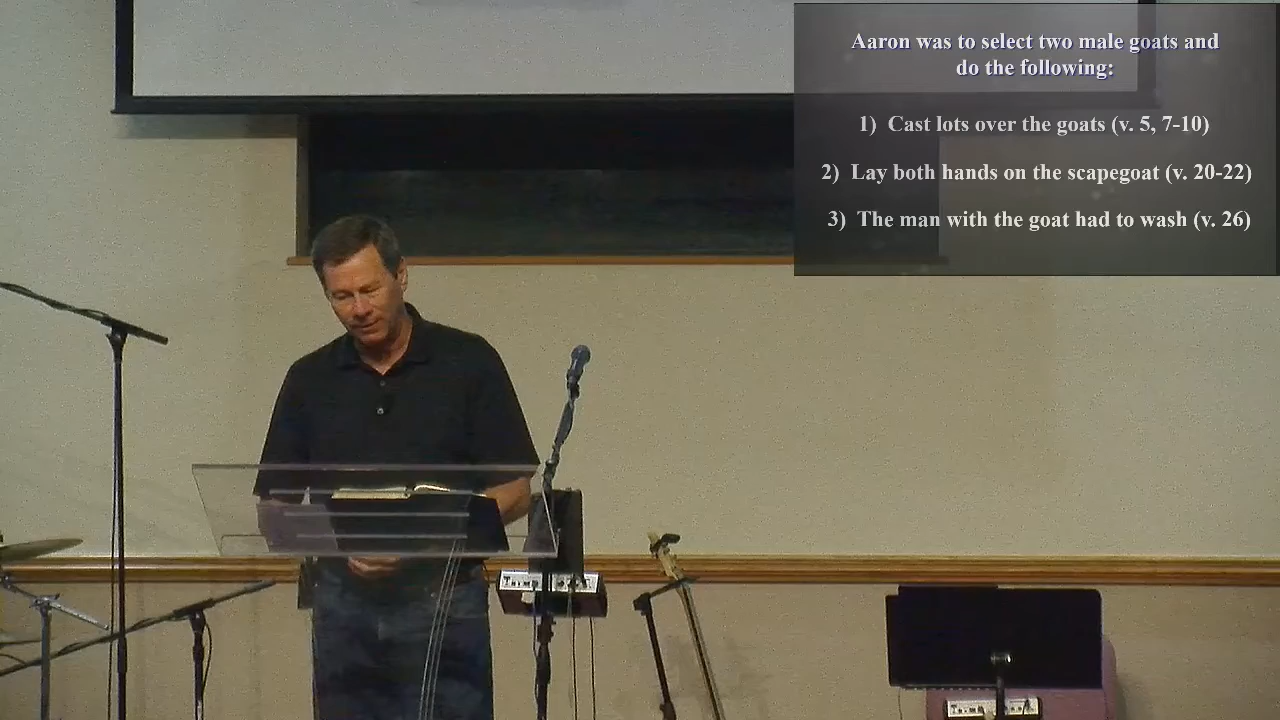 Aaron was to select two male goats and
do the following:
1) Cast lots over the goats (v. 5, 7-10)
2) Lay both hands on the scapegoat (v. 20-22)
3) The man with the goat had to wash (v. 26)